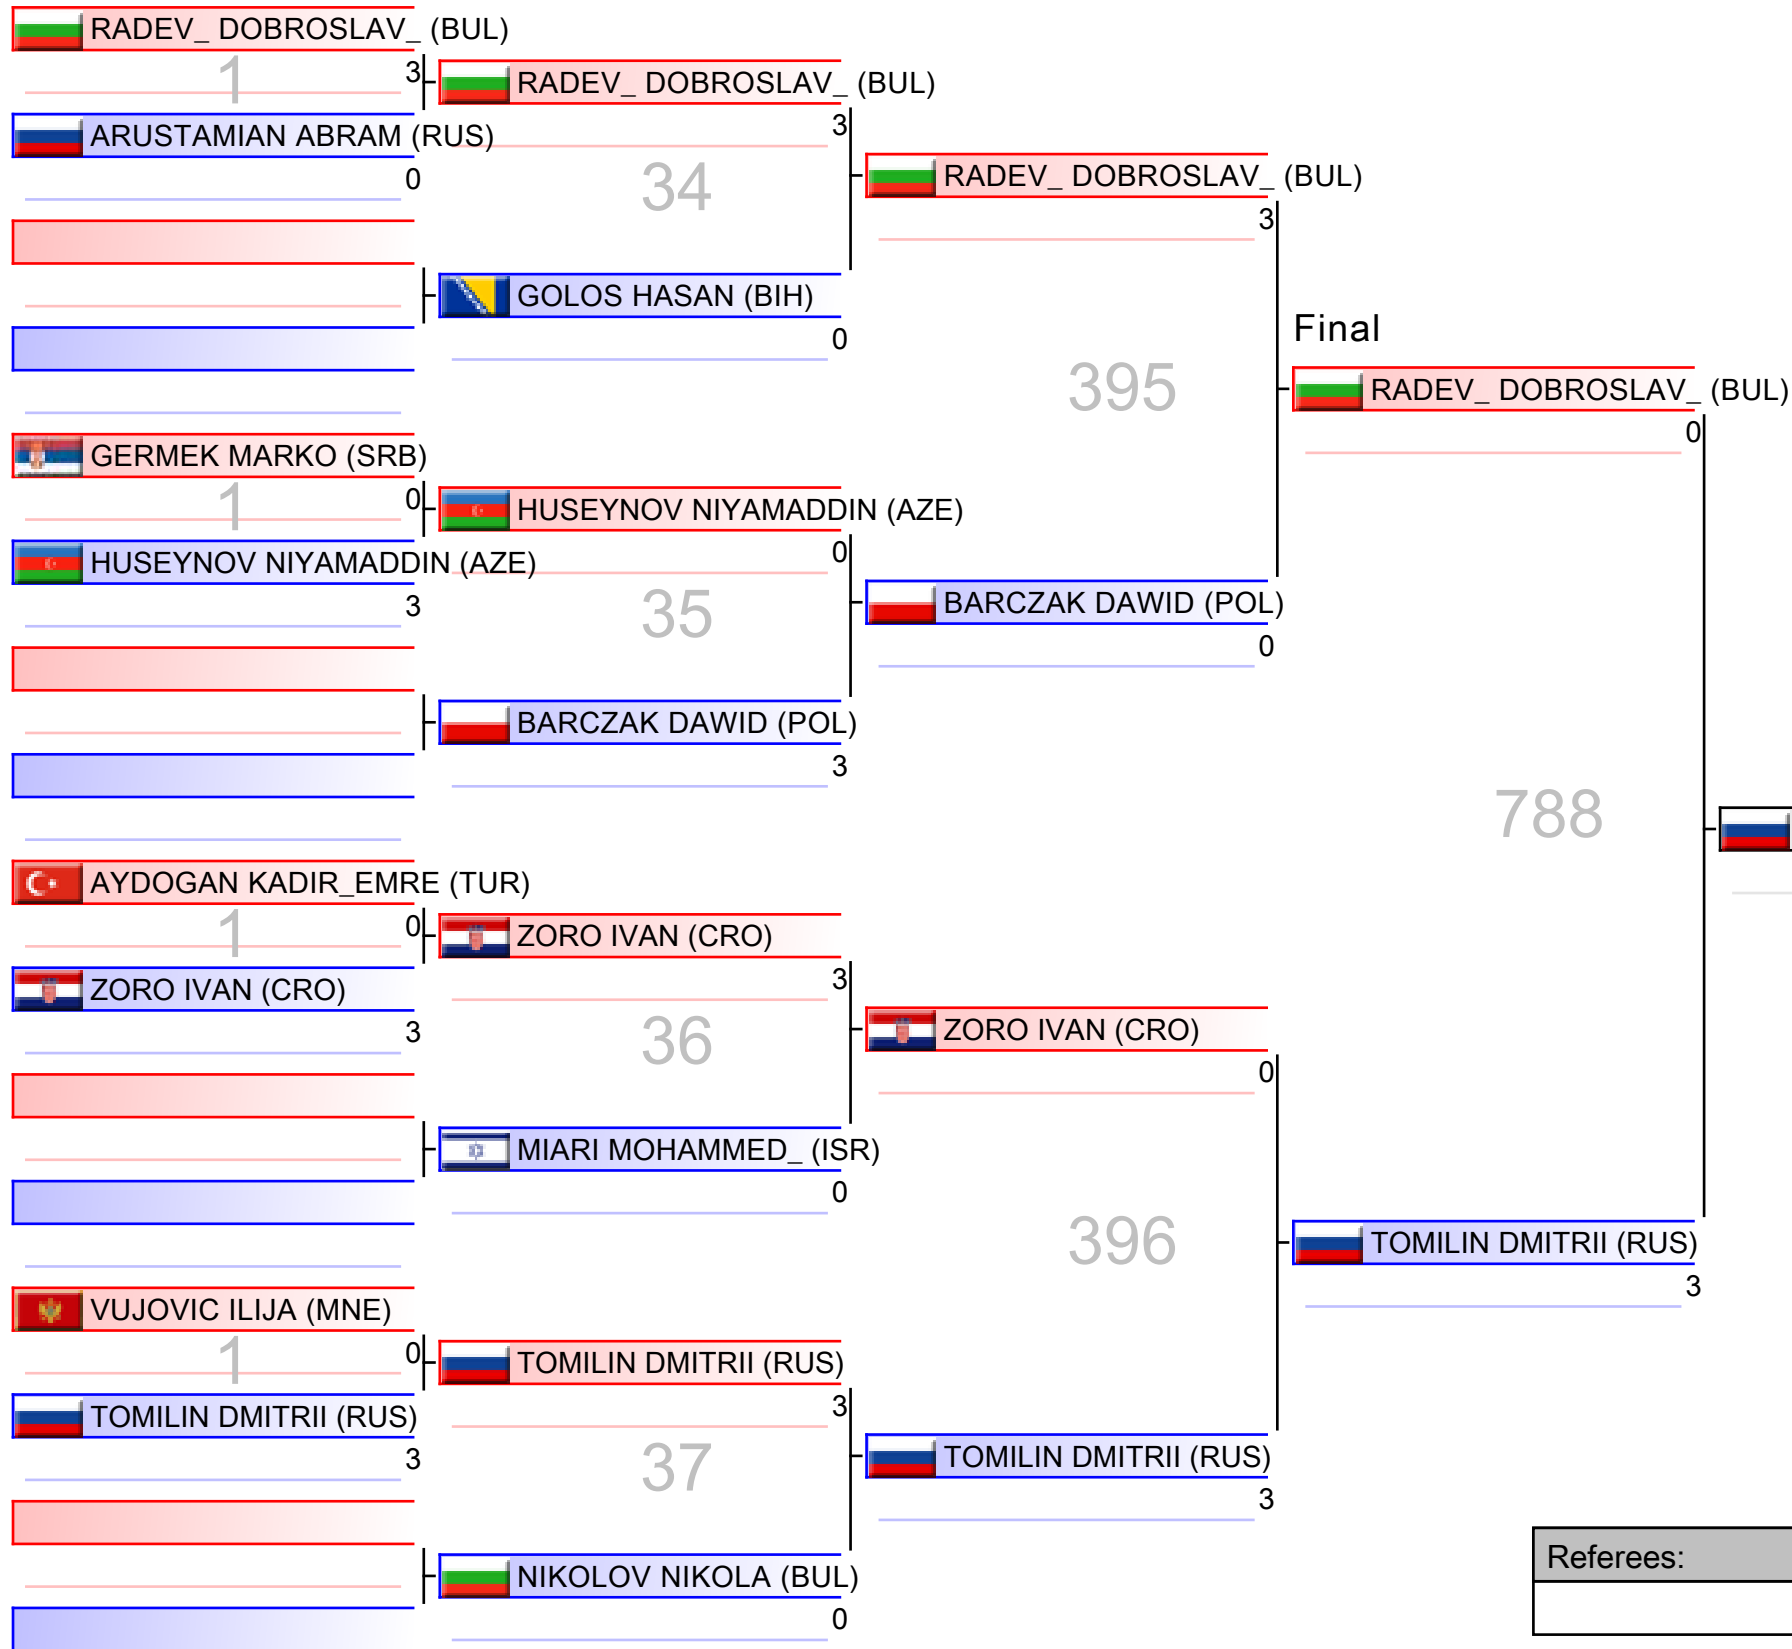 RADEV_ DOBROSLAV_ (BUL)
1
3
ARUSTAMIAN ABRAM (RUS)
0
GERMEK MARKO (SRB)
1
0
HUSEYNOV NIYAMADDIN (AZE)
3
AYDOGAN KADIR_EMRE (TUR)
1
0
ZORO IVAN (CRO)
3
VUJOVIC ILIJA (MNE)
1
0
TOMILIN DMITRII (RUS)
3
RADEV_ DOBROSLAV_ (BUL)
3
34
GOLOS HASAN (BIH)
0
HUSEYNOV NIYAMADDIN (AZE)
0
35
BARCZAK DAWID (POL)
3
ZORO IVAN (CRO)
3
36
MIARI MOHAMMED_ (ISR)
0
TOMILIN DMITRII (RUS)
3
37
NIKOLOV NIKOLA (BUL)
0
RADEV_ DOBROSLAV_ (BUL)
3
395
BARCZAK DAWID (POL)
0
ZORO IVAN (CRO)
0
396
TOMILIN DMITRII (RUS)
3
Final
RADEV_ DOBROSLAV_ (BUL)
0
788
TOMILIN DMITRII (RUS)
3
Referees: